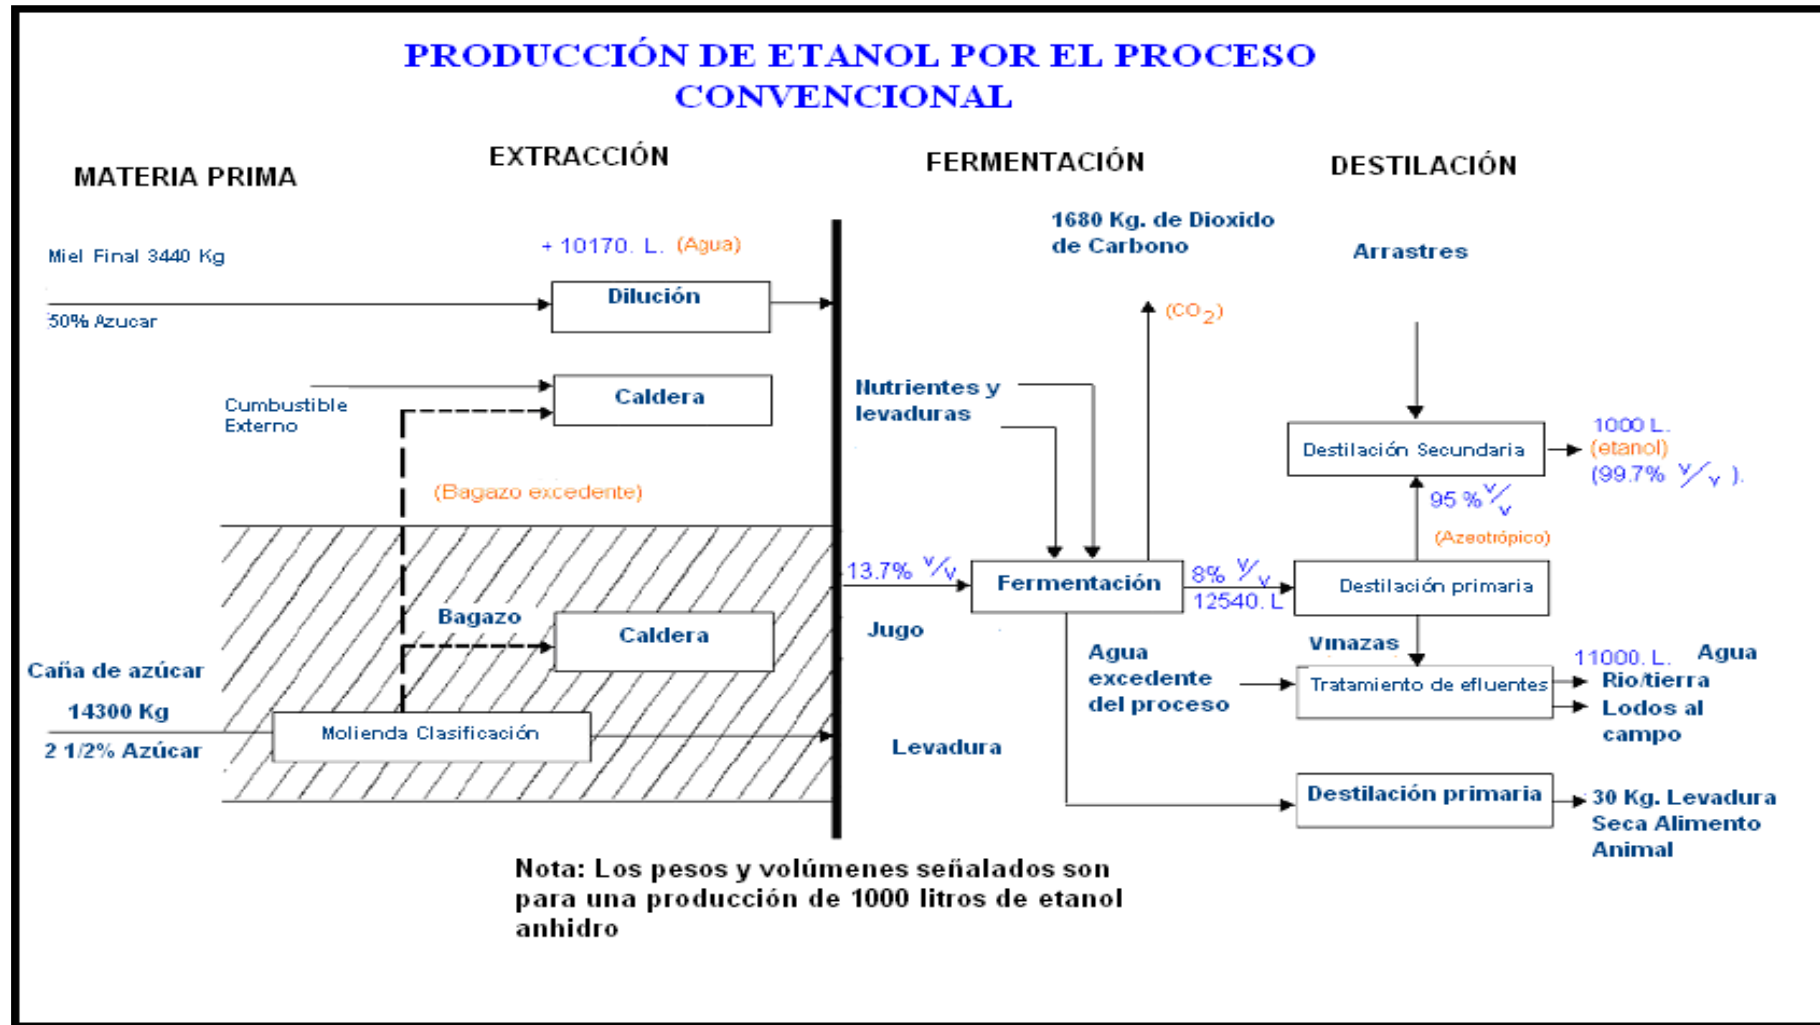 PRODUCCIÓN DE ETANOL POR EL PROCESO
CONVENCIONAL
MATERIA PRIMA
EXTRACCIÓN
FERMENTACIÓN
DESTILACIÓN
Miel Final 3440 Kg
50% Azucar
+ 10170. L. (Agua)
Dilución
Cumbustible
Externo
Caldera
(Bagazo excedente)
Bagazo
Caldera
Caña de azúcar
14300 Kg
2 1/2% Azúcar
Molienda Clasificación
1680 Kg. de Dioxido
de Carbono
(CO2)
Nutrientes y
levaduras
13.7% v/v
Jugo
Fermentación
8% v/v
12540. L
Levadura
Agua
excedente
del proceso
Arrastres
Destilación Secundaria
1000 L.
(etanol)
(99.7% v/v ).
95 % v/v
(Azeotrópico)
Destilación primaria
Vinazas
Tratamiento de efluentes
11000. L. Agua
Rio/tierra
Lodos al
campo
Destilación primaria
30 Kg. Levadura
Seca Alimento
Animal
Nota: Los pesos y volúmenes señalados son
para una producción de 1000 litros de etanol
anhidro